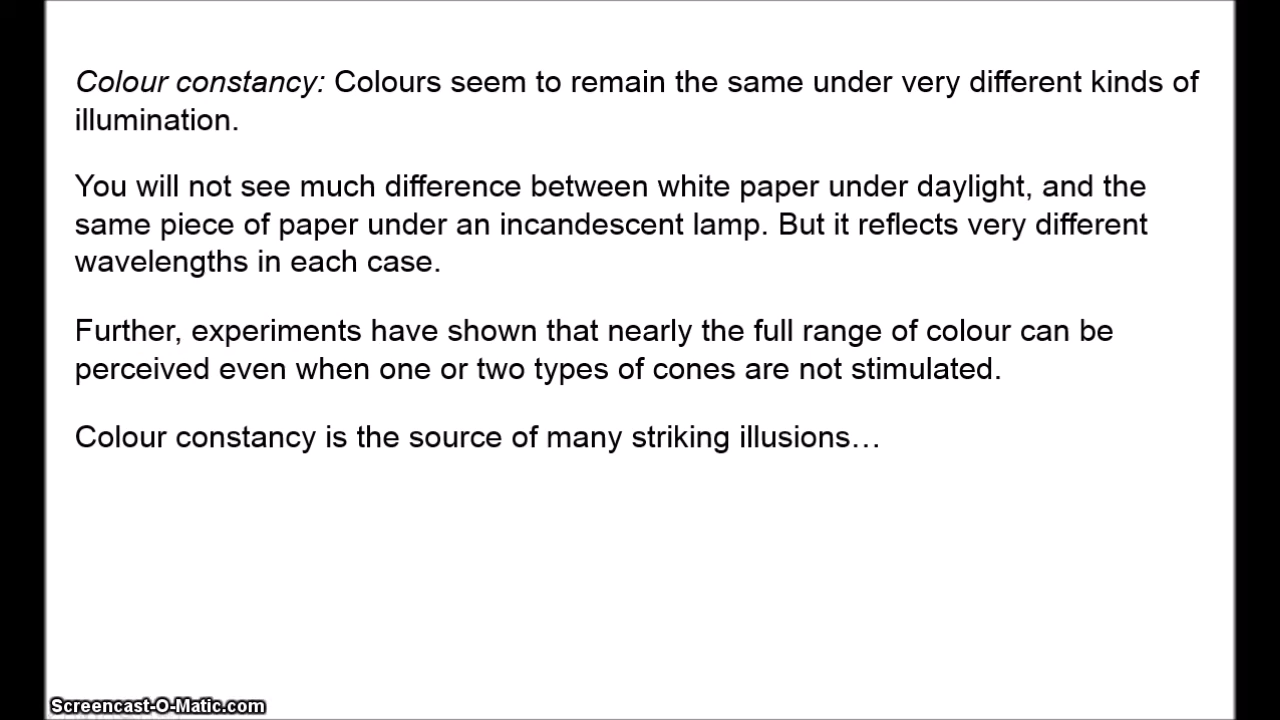 Colour constancy: Colours seem to remain the same under very different kinds of
illumination.
You will not see much difference between white paper under daylight, and the
same piece of paper under an incandescent lamp. But it reflects very different
wavelengths in each case.
Further, experiments have shown that nearly the full range of colour can be
perceived even when one or two types of cones are not stimulated.
Colour constancy is the source of many striking illusions…
Screencast-O-Matic.com